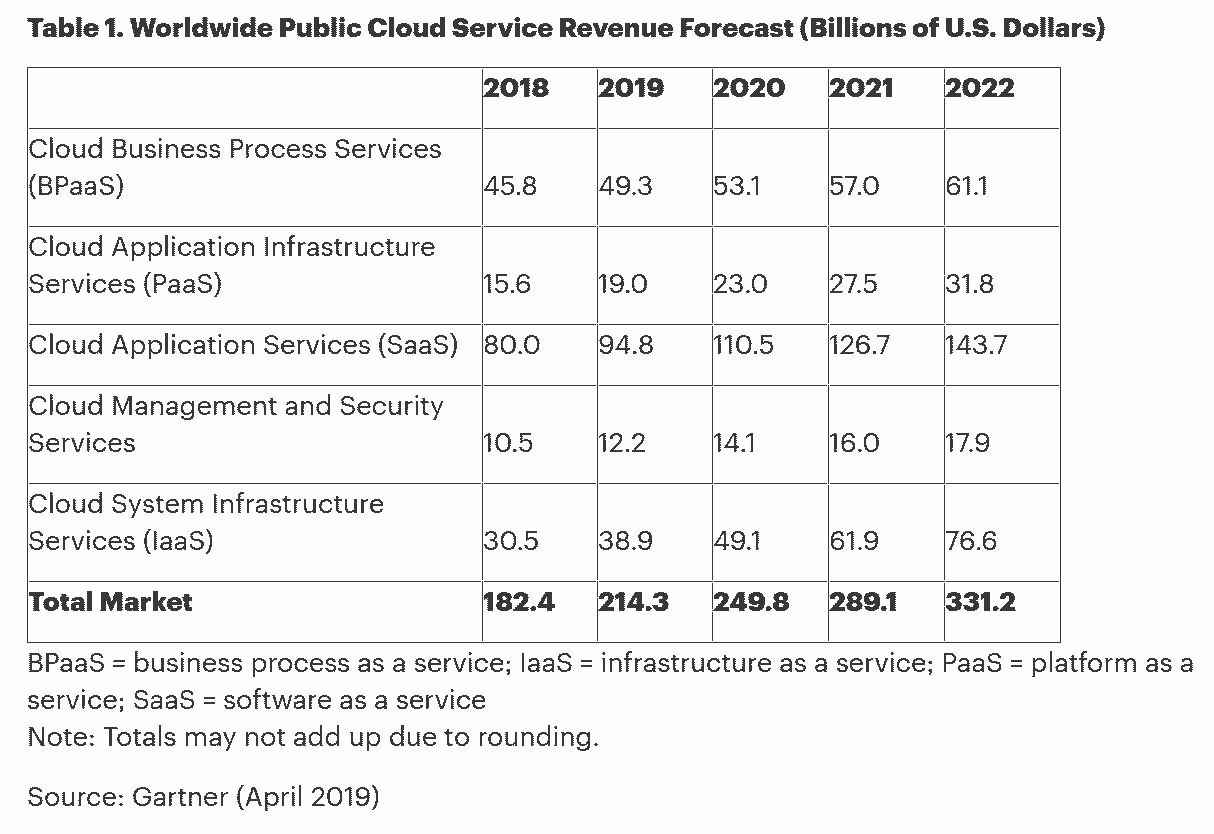 Table 1. Worldwide Public Cloud Service Revenue Forecast (Billions of U.S. Dollars)
2018 2019 2020 2021 2022
Cloud Business Process Services
(BPaaS) 45.8 49.3 53.1 57.0 61.1
Cloud Application Infrastructure
Services (PaaS) 15.6 19.0 23.0 27.5 31.8
Cloud Application Services (SaaS) 80.0 94.8 110.5 126.7 143.7
Cloud Management and Security
Services 10.5 12.2 14.1 16.0 17.9
Cloud System Infrastructure
Services (IaaS) 30.5 38.9 49.1 61.9 76.6
Total Market 182.4 214.3 249.8 289.1 331.2
BPaaS = business process as a service; IaaS = infrastructure as a service; PaaS = platform as a
service; SaaS = software as a service
Note: Totals may not add up due to rounding.
Source: Gartner (April 2019)